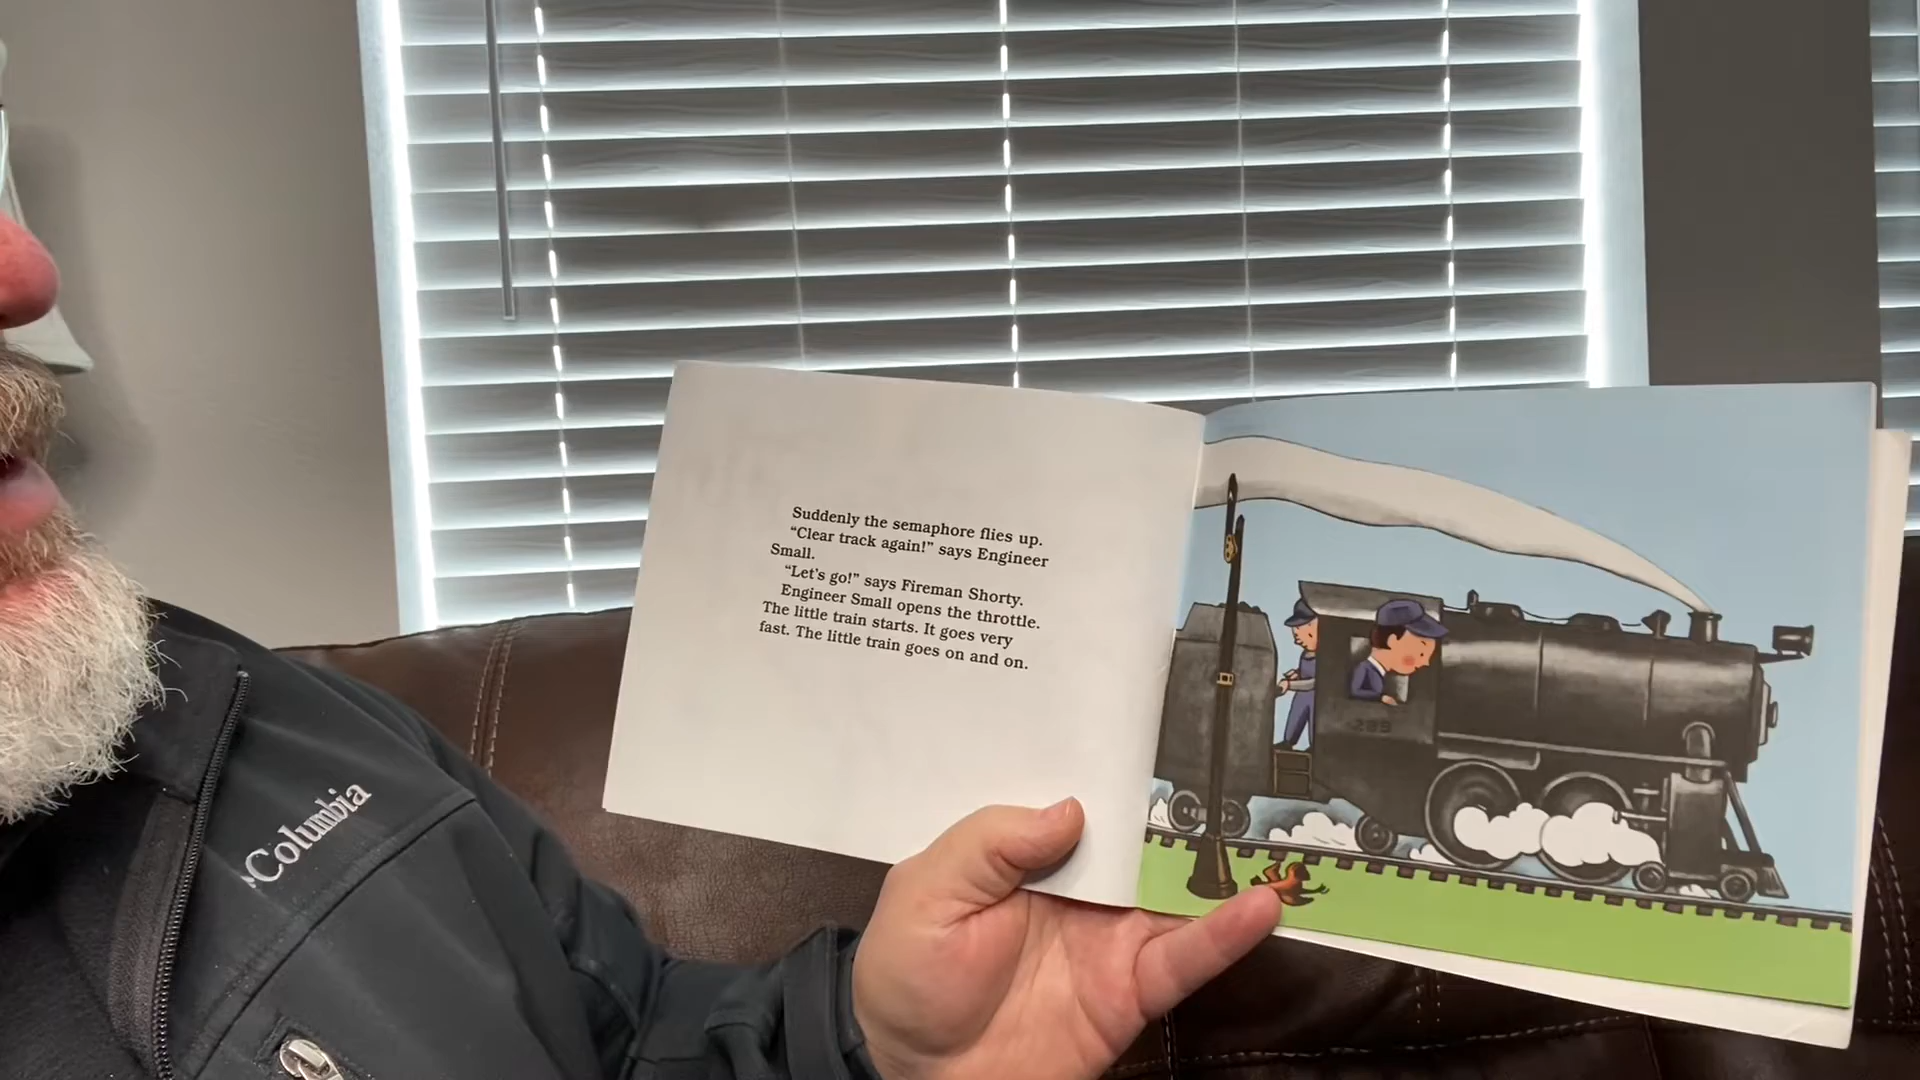 Suddenly the semaphore flies up.
“Clear track again!” says Engineer
Small.
“Let’s go!” says Fireman Shorty.
Engineer Small opens the throttle.
The little train starts. It goes very
fast. The little train goes on and on.
289
Columbia